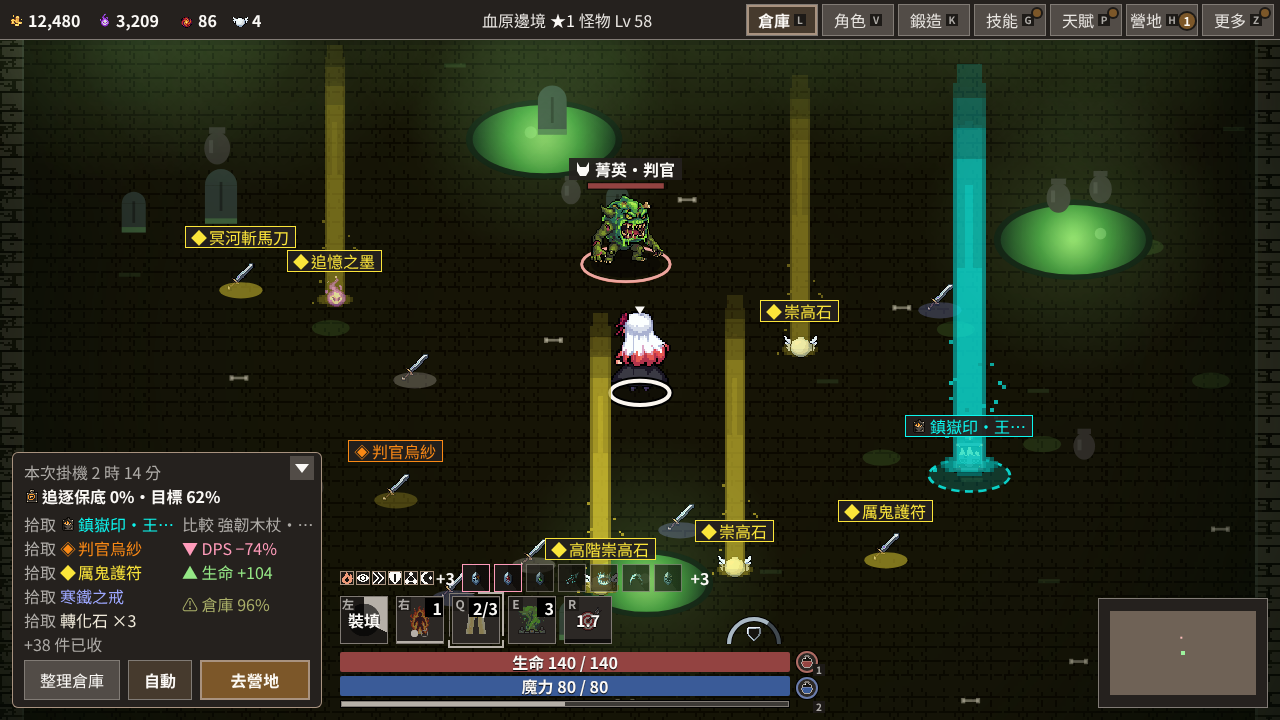 12,480 3,209 86 4
血原邊境 ★1 怪物 Lv 58
倉庫 L 角色 V 鍛造 K 技能 G 天賦 P 營地 H 1 更多 Z
菁英・判官
冥河斬馬刀
追憶之墨
崇高石
鎮嶽印・王…
判官烏紗
厲鬼護符
崇高石
高階崇高石
本次掛機 2 時 14 分
追逐保底 0%・目標 62%
拾取 鎮嶽印・王… 比較 強韌木杖・…
拾取 判官烏紗 ▼ DPS −74%
拾取 厲鬼護符 ▲ 生命 +104
拾取 寒鐵之戒 ⚠ 倉庫 96%
拾取 轉化石 ×3
+38 件已收
整理倉庫 自動 去營地
+3 +3
左 裝填 右 1 Q 2/3 E 3 R 1.7
生命 140 / 140 1
魔力 80 / 80
2